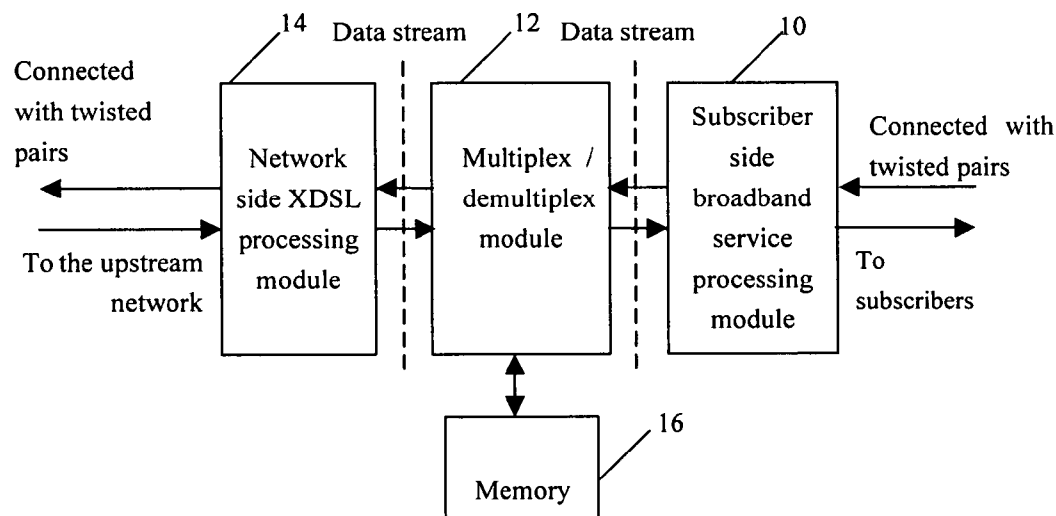 14
Data stream
12
Data stream
10
Connected
with twisted
pairs
Network
side XDSL
processing
module
Multiplex /
demultiplex
module
Subscriber
side
broadband
service
processing
module
Connected with
twisted pairs
To the upstream
network
To
subscribers
16
Memory